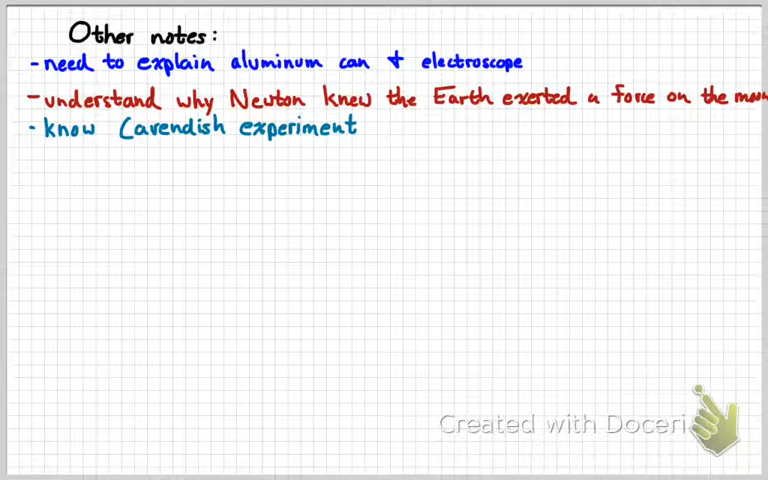 Other notes:
-need to explain aluminum can + electroscope
-understand why Newton knew the Earth exerted a force on the moon
-know Cavendish experiment
Created with Doceri